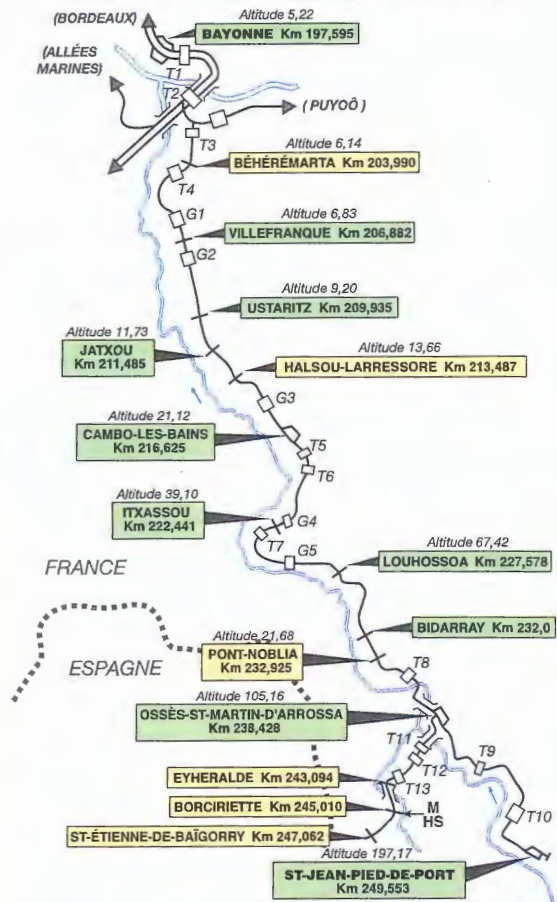 (BORDEAUX)
Altitude 5,22
BAYONNE Km 197,595
(ALLÉES
MARINES)
T1
T2
(PUYOÔ)
T3
Altitude 6,14
BÉHÉRÉMARTA Km 203,990
T4
G1
Altitude 6,83
VILLEFRANQUE Km 206,882
G2
Altitude 9,20
USTARITZ Km 209,935
Altitude 11,73
JATXOU
Km 211,485
Altitude 13,66
HALSOU-LARRESSORE Km 213,487
G3
Altitude 21,12
CAMBO-LES-BAINS
Km 216,625
T5
T6
Altitude 39,10
ITXASSOU
Km 222,441
G4
T7
G5
Altitude 67,42
LOUHOSSOA Km 227,578
FRANCE
BIDARRAY Km 232,0
Altitude 21,68
PONT-NOBLIA
Km 232,925
ESPAGNE
T8
Altitude 105,16
OSSÈS-ST-MARTIN-D'ARROSSA
Km 238,428
T11
T9
T12
EYHERALDE Km 243,094
T13
BORCIRIETTE Km 245,010
M
HS
T10
ST-ÉTIENNE-DE-BAÏGORRY Km 247,062
Altitude 197,17
ST-JEAN-PIED-DE-PORT
Km 249,553